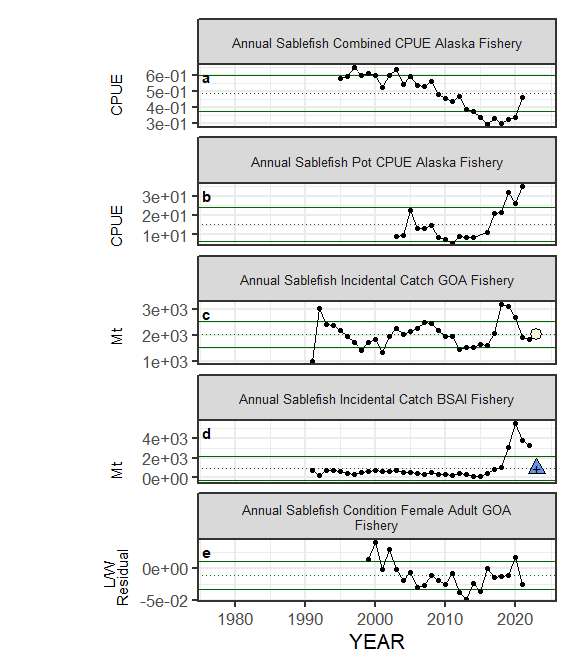 Annual Sablefish Combined CPUE Alaska Fishery
CPUE
6e-01
5e-01
4e-01
3e-01
a
Annual Sablefish Pot CPUE Alaska Fishery
CPUE
3e+01
2e+01
1e+01
b
Annual Sablefish Incidental Catch GOA Fishery
Mt
3e+03
2e+03
1e+03
c
Annual Sablefish Incidental Catch BSAI Fishery
Mt
4e+03
2e+03
0e+00
d
Annual Sablefish Condition Female Adult GOA
Fishery
L/W
Residual
0e+00
-5e-02
e
1980 1990 2000 2010 2020
YEAR